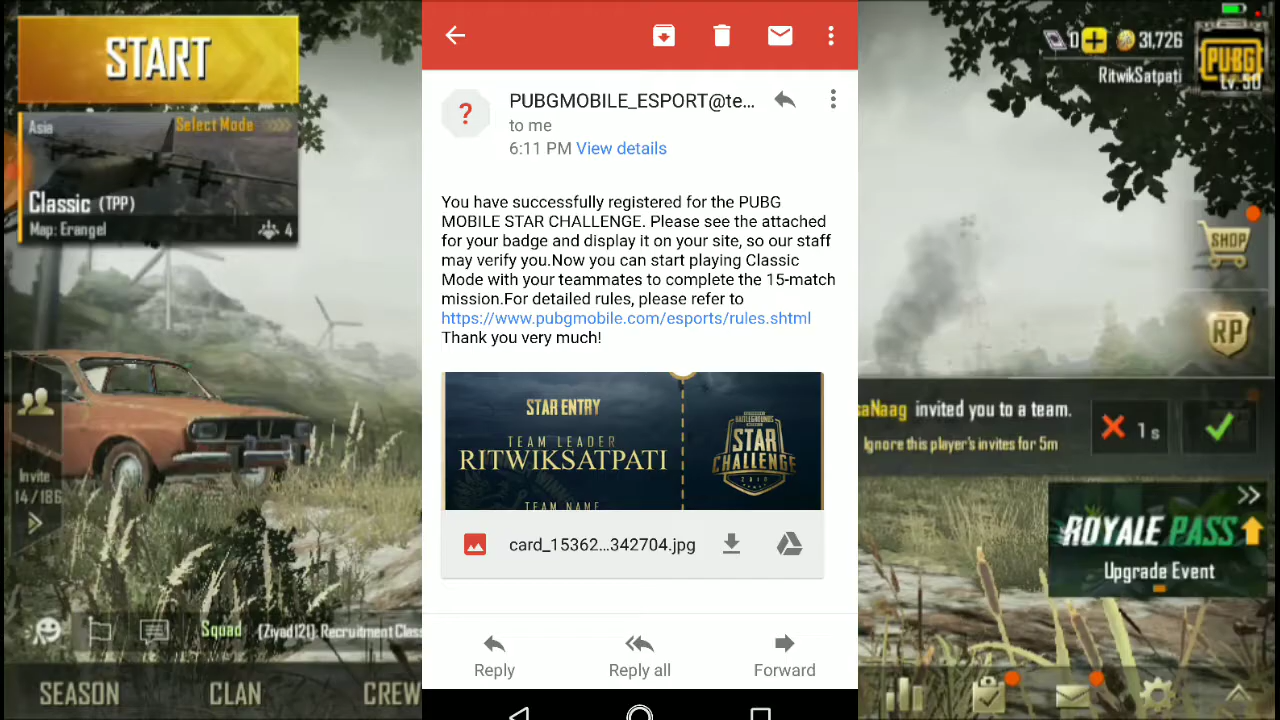 START
Asia
Select Mode
Classic (TPP)
Map: Erangel
4
Invite
14/186
Squad
[Ziyad121]: Recruitment Class
SEASON
CLAN
CREW
PUBGMOBILE_ESPORT@te...
to me
6:11 PM View details
You have successfully registered for the PUBG
MOBILE STAR CHALLENGE. Please see the attached
for your badge and display it on your site, so our staff
may verify you.Now you can start playing Classic
Mode with your teammates to complete the 15-match
mission.For detailed rules, please refer to
https://www.pubgmobile.com/esports/rules.shtml
Thank you very much!
STAR ENTRY
TEAM LEADER
RITWIKSATPATI
TEAM NAME
STAR
CHALLENGE
2018
card_15362...342704.jpg
Reply
Reply all
Forward
0
31,726
RitwikSatpati
PUBG
Lv.50
SHOP
RP
saNaag invited you to a team.
1s
Ignore this player's invites for 5m
ROYALE PASS
Upgrade Event